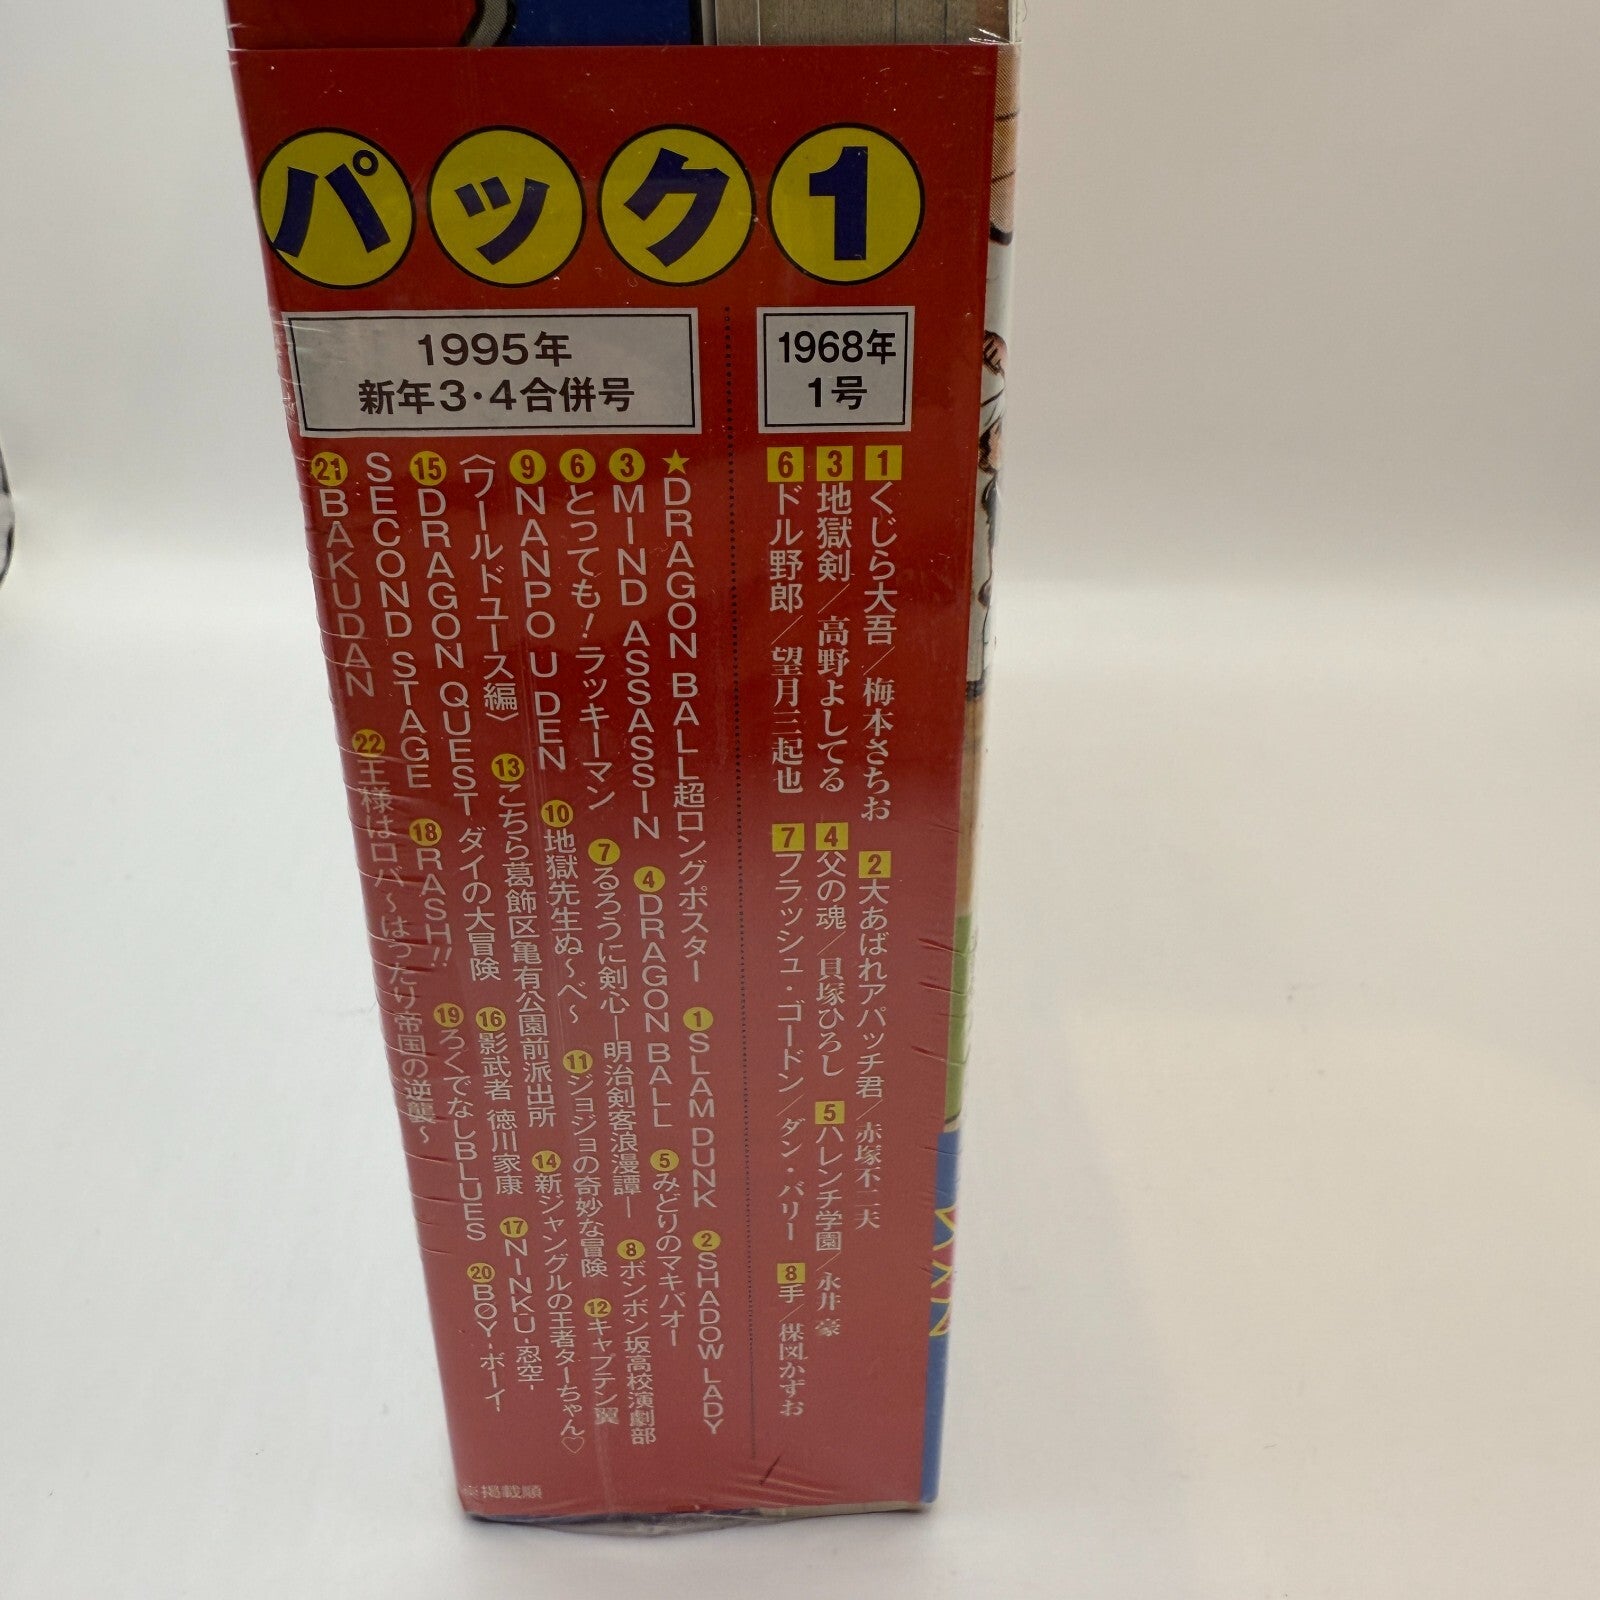 パック1
1968年
1号
1 くじら大吾／梅本さちお 2 大あばれアパッチ君／赤塚不二夫
3 地獄剣／高野よしてる 4 父の魂／貝塚ひろし 5 ハレンチ学園／永井豪
6 ドル野郎／望月三起也 7 フラッシュ・ゴードン／ダン・バリー 8 手／楳図かずお
1995年
新年3・4合併号
★DRAGON BALL超ロングポスター 1 SLAM DUNK 2 SHADOW LADY
3 MIND ASSASSIN 4 DRAGON BALL 5 みどりのマキバオー
6 とっても！ラッキーマン 7 るろうに剣心―明治剣客浪漫譚― 8 ボンボン坂高校演劇部
9 NANPO UDEN 10 地獄先生ぬ～べ～ 11 ジョジョの奇妙な冒険 12 キャプテン翼
〈ワールドユース編〉 13 こちら葛飾区亀有公園前派出所 14 新ジャングルの王者ターちゃん♡
15 DRAGON QUEST ダイの大冒険 16 影武者 徳川家康 17 NINKU-忍空-
SECOND STAGE 18 RASH!! 19 ろくでなしBLUES 20 BOY-ボーイ-
21 BAKUDAN 22 王様はロバ～はったり帝国の逆襲～
※掲載順